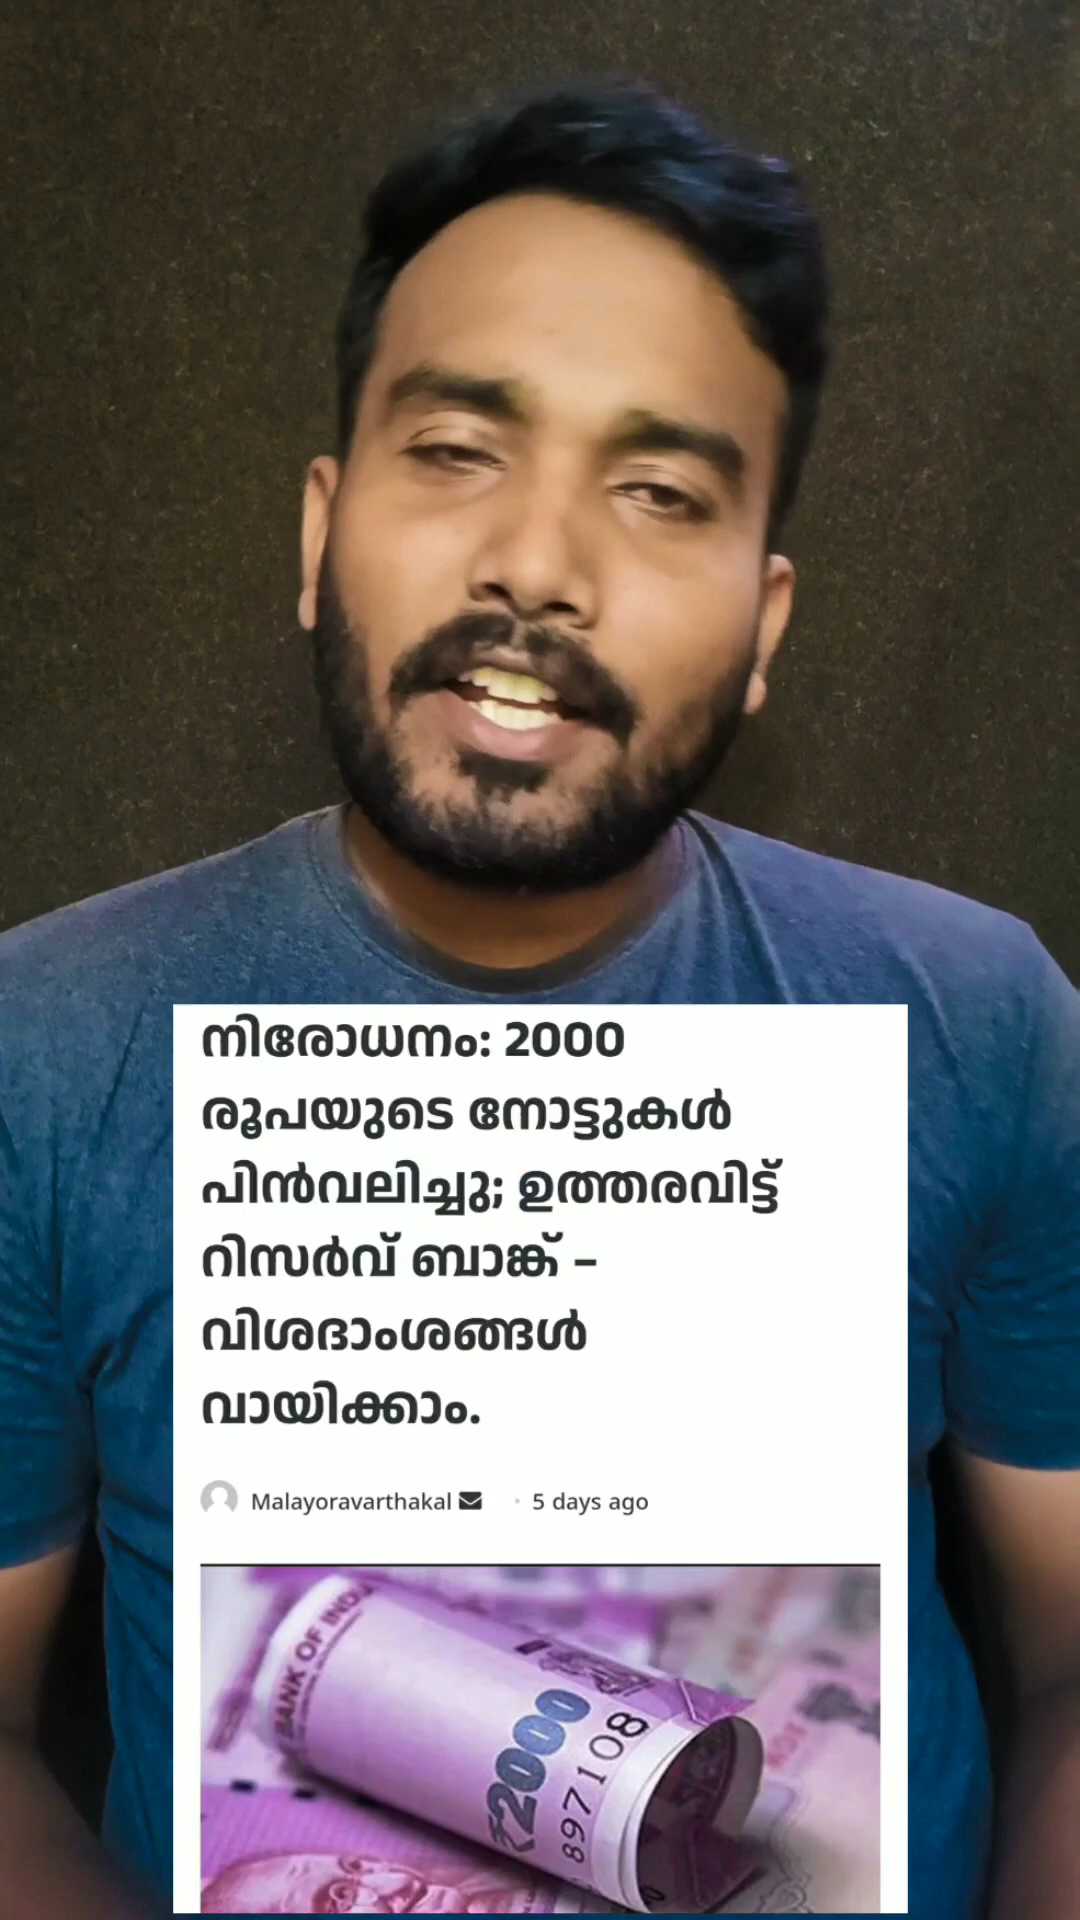 നിരോധനം: 2000
രൂപയുടെ നോട്ടുകൾ
പിൻവലിച്ചു; ഉത്തരവിട്ട്
റിസർവ് ബാങ്ക് –
വിശദാംശങ്ങൾ
വായിക്കാം.
Malayoravarthakal • 5 days ago
BANK OF INDIA
₹2000
897108